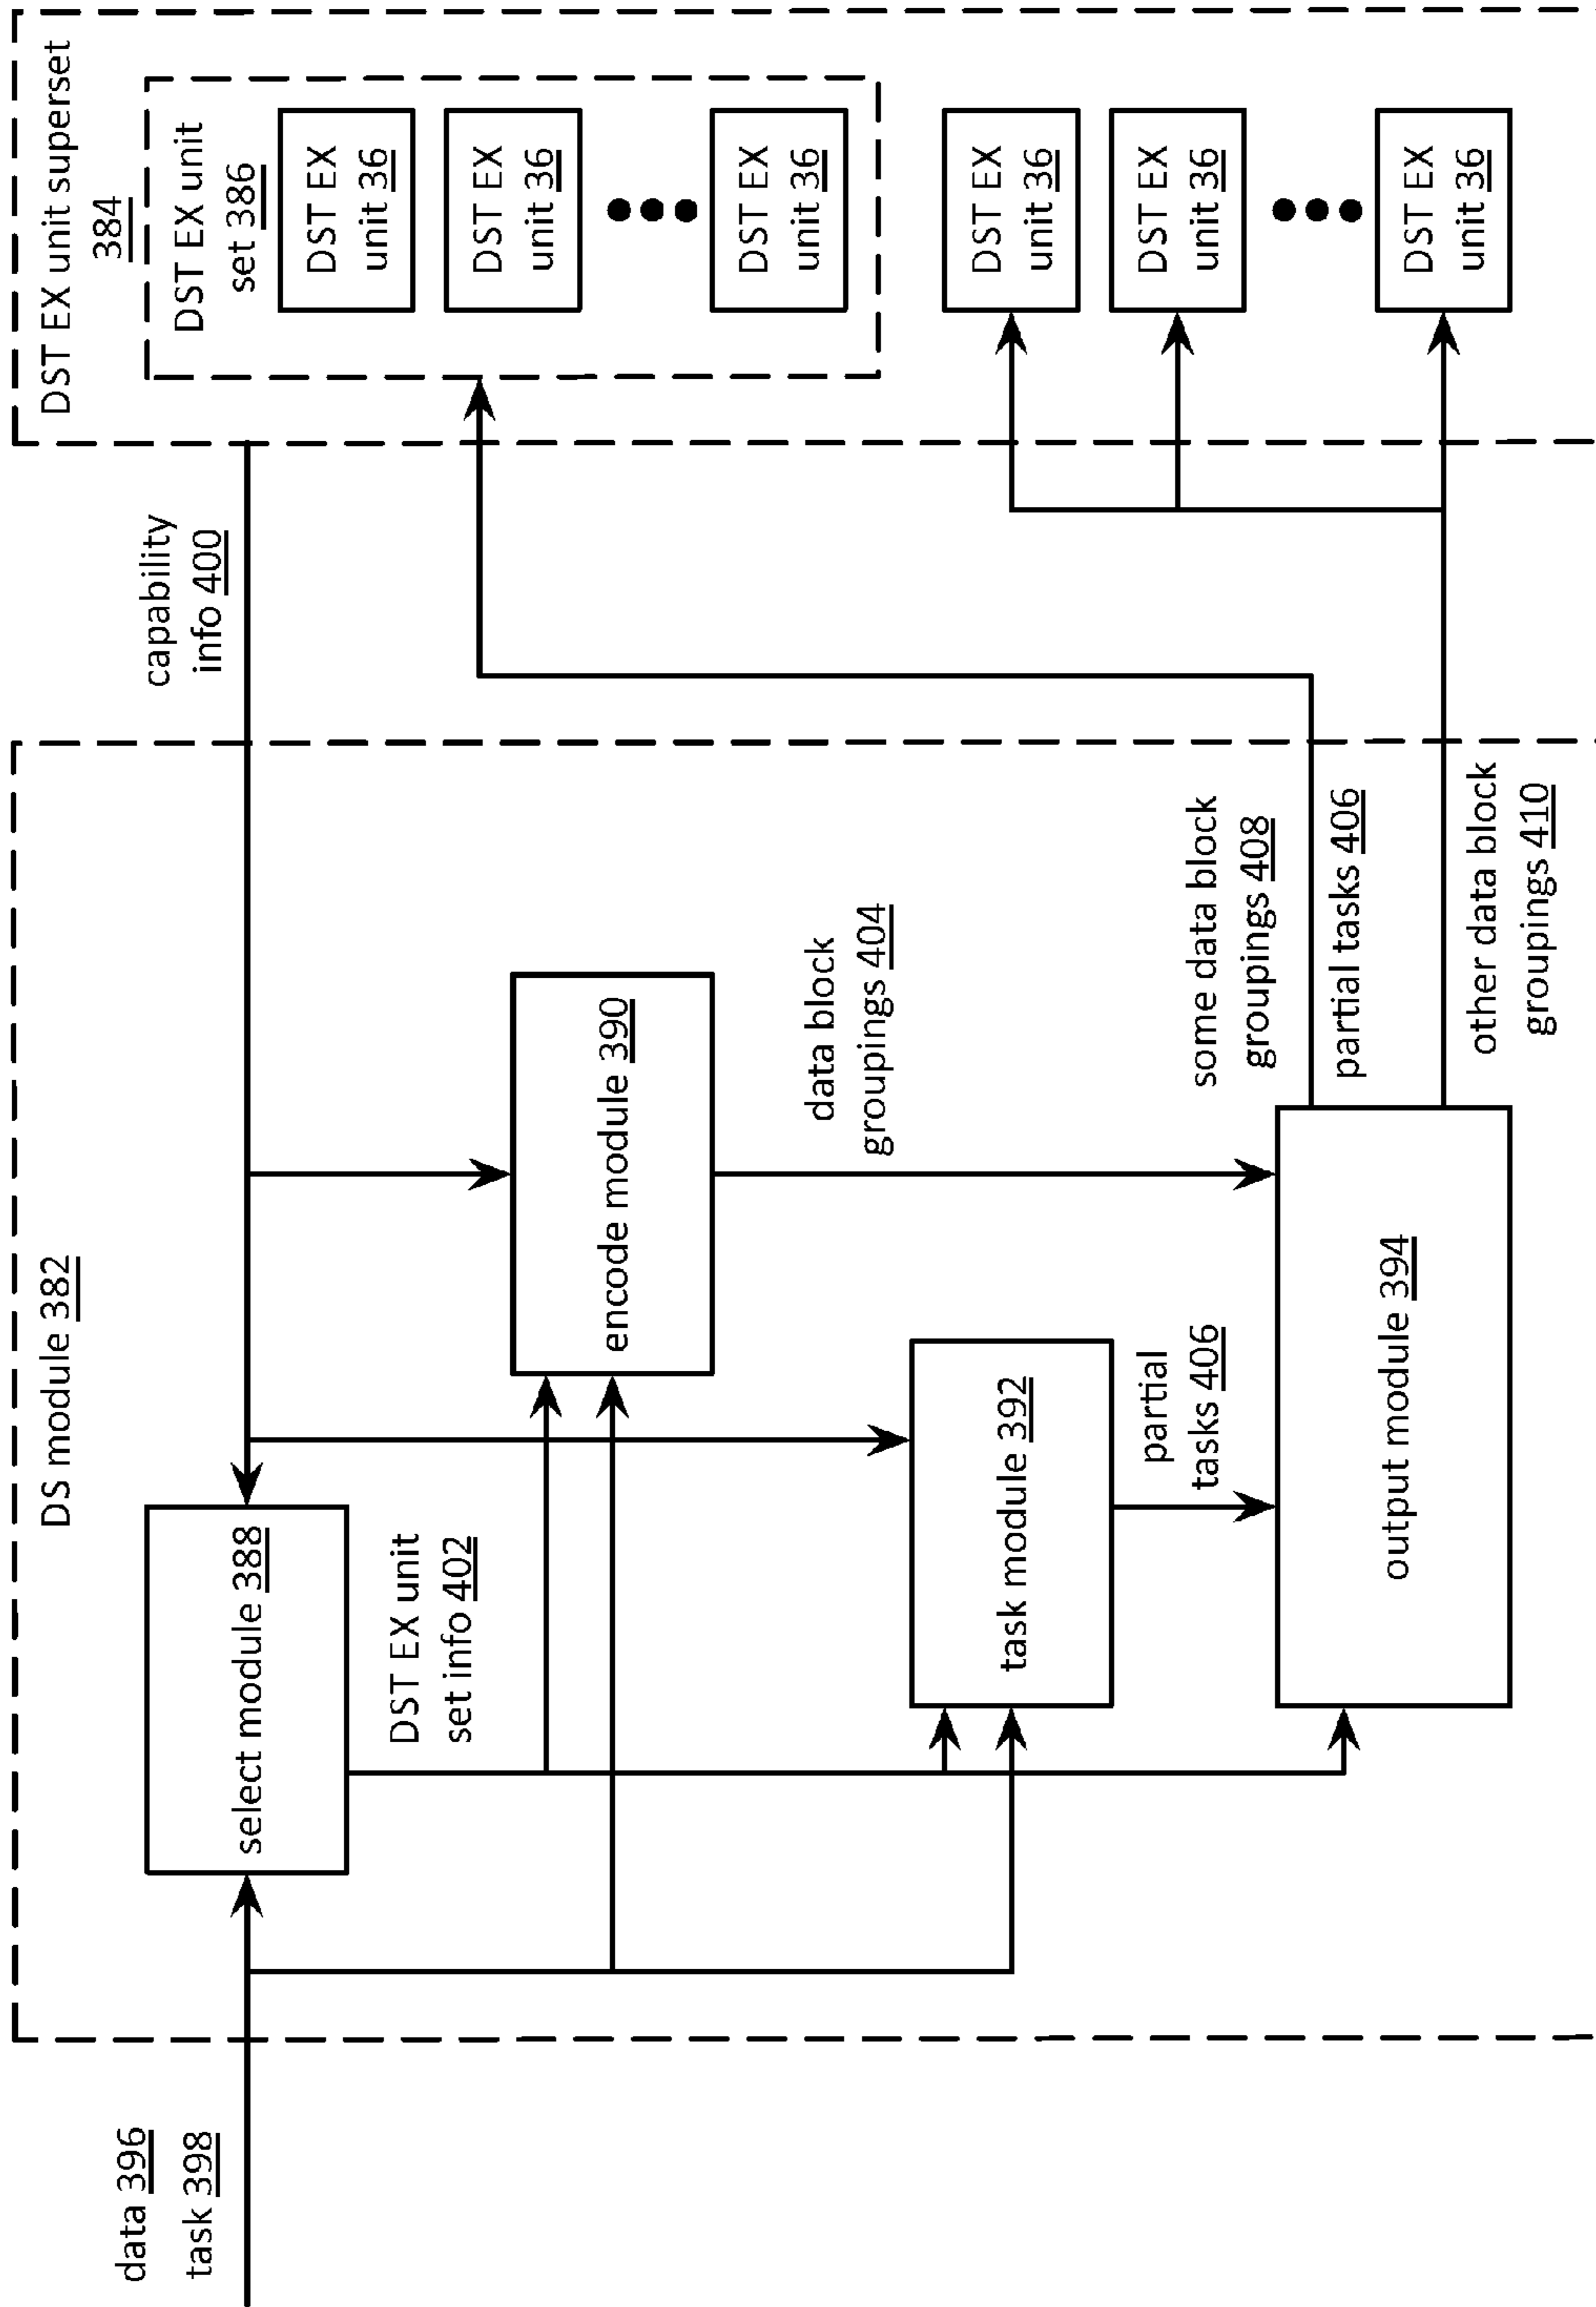 DS module 382
DST EX unit superset
384
data 396
task 398
select module 388
capability
info 400
DST EX unit
set 386
DST EX
unit 36
DST EX
unit 36
DST EX
unit 36
DST EX unit
set info 402
encode module 390
data block
groupings 404
task module 392
partial
tasks 406
some data block
groupings 408
partial tasks 406
output module 394
other data block
groupings 410
DST EX
unit 36
DST EX
unit 36
DST EX
unit 36